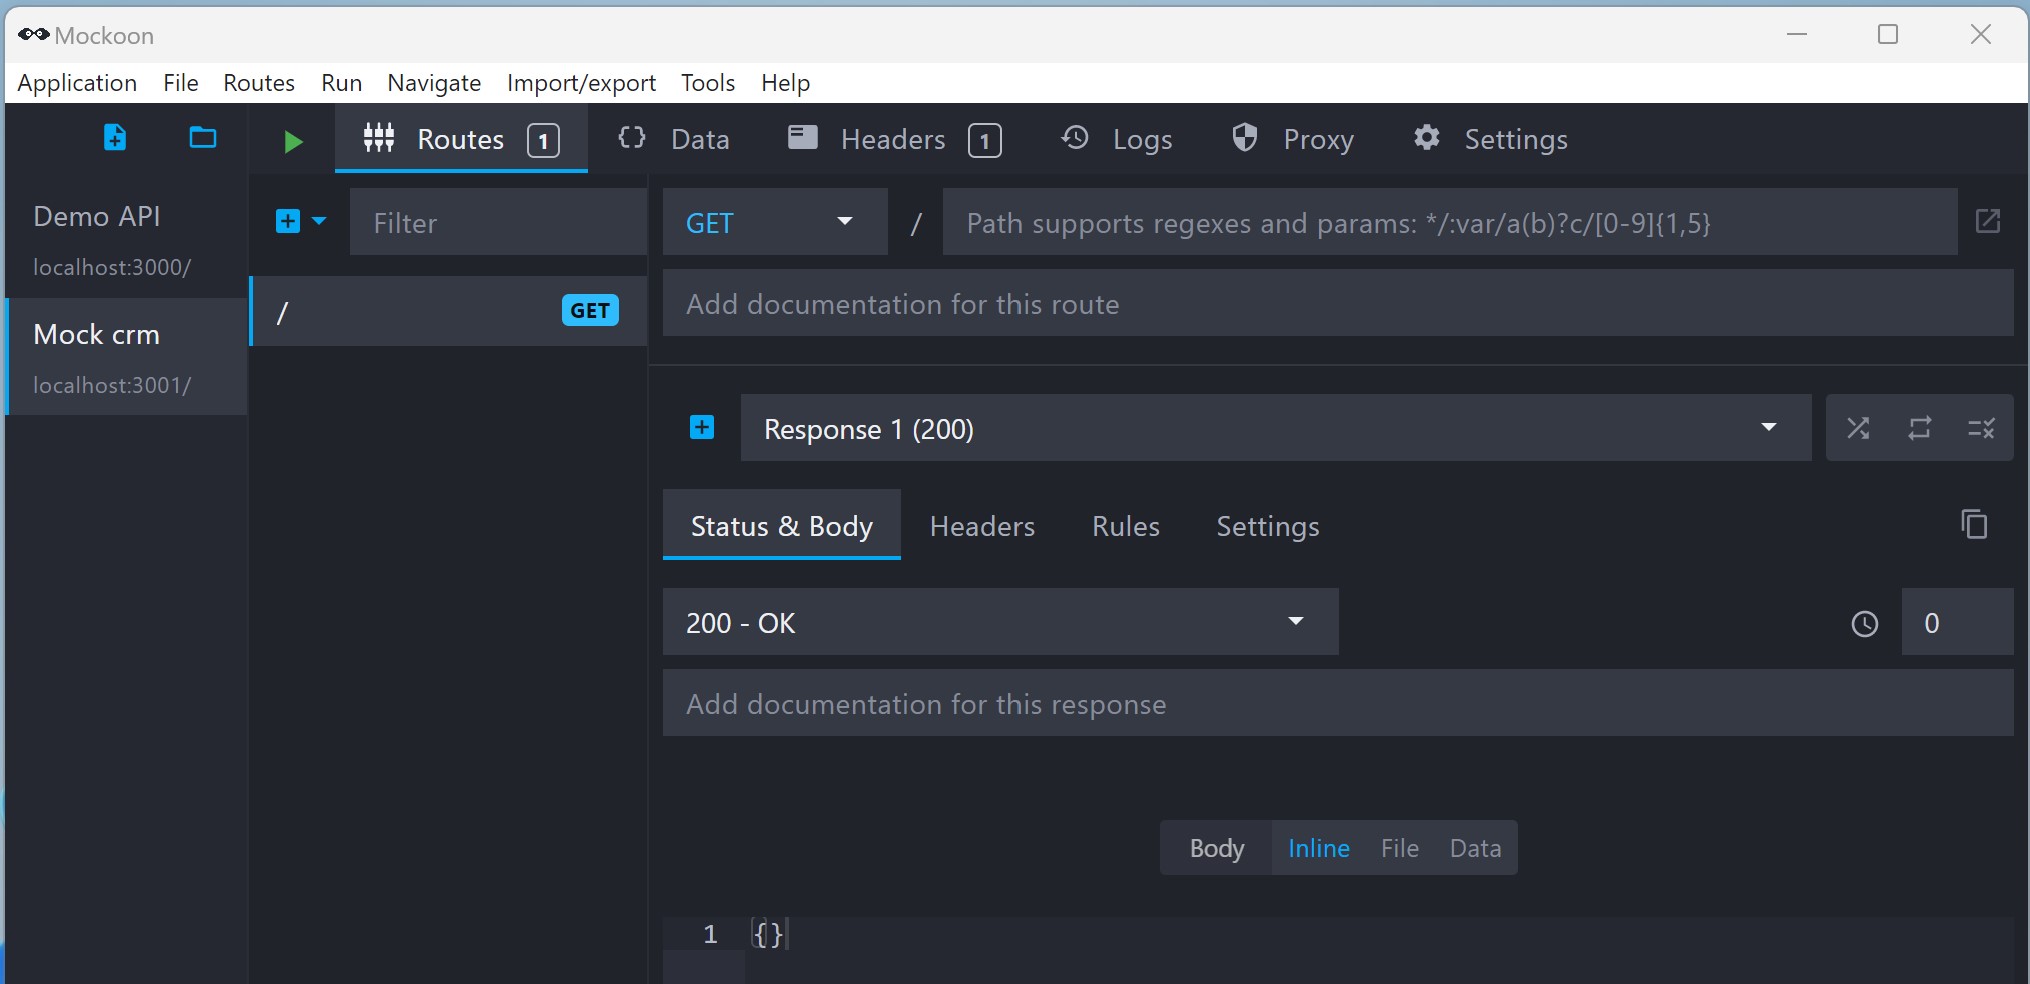 Mockoon
Application File Routes Run Navigate Import/export Tools Help
Routes 1 Data Headers 1 Logs Proxy Settings
Demo API
localhost:3000/
Mock crm
localhost:3001/
Filter
/ GET
GET / Path supports regexes and params: */:var/a(b)?c/[0-9]{1,5}
Add documentation for this route
Response 1 (200)
Status & Body Headers Rules Settings
200 - OK 0
Add documentation for this response
Body Inline File Data
1 {}